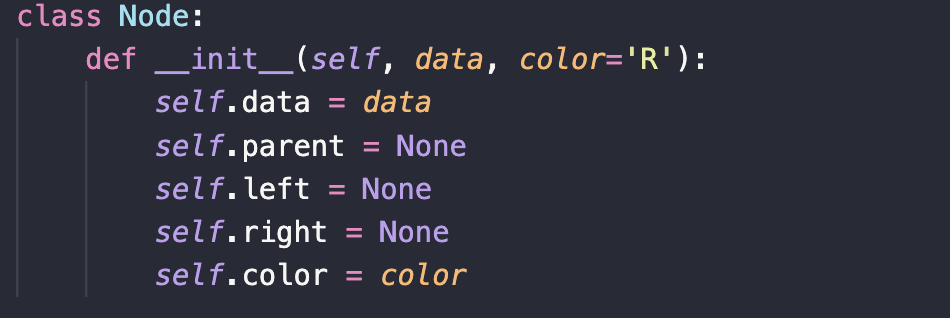 class Node:
    def __init__(self, data, color='R'):
        self.data = data
        self.parent = None
        self.left = None
        self.right = None
        self.color = color